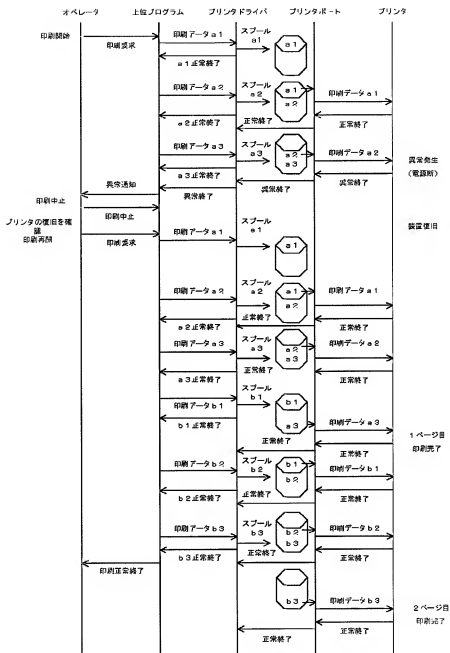 オペレータ 上位プログラム プリンタドライバ プリンタポート プリンタ
印刷開始 印刷要求 印刷データa1 スプール
a1
a1
a1正常終了
印刷データa2 スプール
a2 a1
a2 印刷データa1
a2正常終了 正常終了 正常終了
印刷データa3 スプール
a3 a2
a3 印刷データa2 異常発生
(電源断)
a3正常終了
異常通知 異常終了 異常終了 異常終了
印刷中止 印刷中止
プリンタの復旧を確
認
印刷再開 印刷要求 印刷データa1 スプール
a1 装置復旧
a1
印刷データa2 スプール
a2 a1
a2 印刷データa1
a2正常終了 正常終了 正常終了
印刷データa3 スプール
a3 a2
a3 印刷データa2
a3正常終了 正常終了 正常終了
印刷データb1 スプール
b1 b1
a3 印刷データa3 1ページ目
印刷完了
b1正常終了 正常終了 正常終了
印刷データb2 スプール
b2 b1
b2 印刷データb1
b2正常終了 正常終了 正常終了
印刷データb3 スプール
b3 b2
b3 印刷データb2
b3正常終了 正常終了 正常終了
印刷正常終了
b3 印刷データb3 2ページ目
印刷完了
正常終了 正常終了